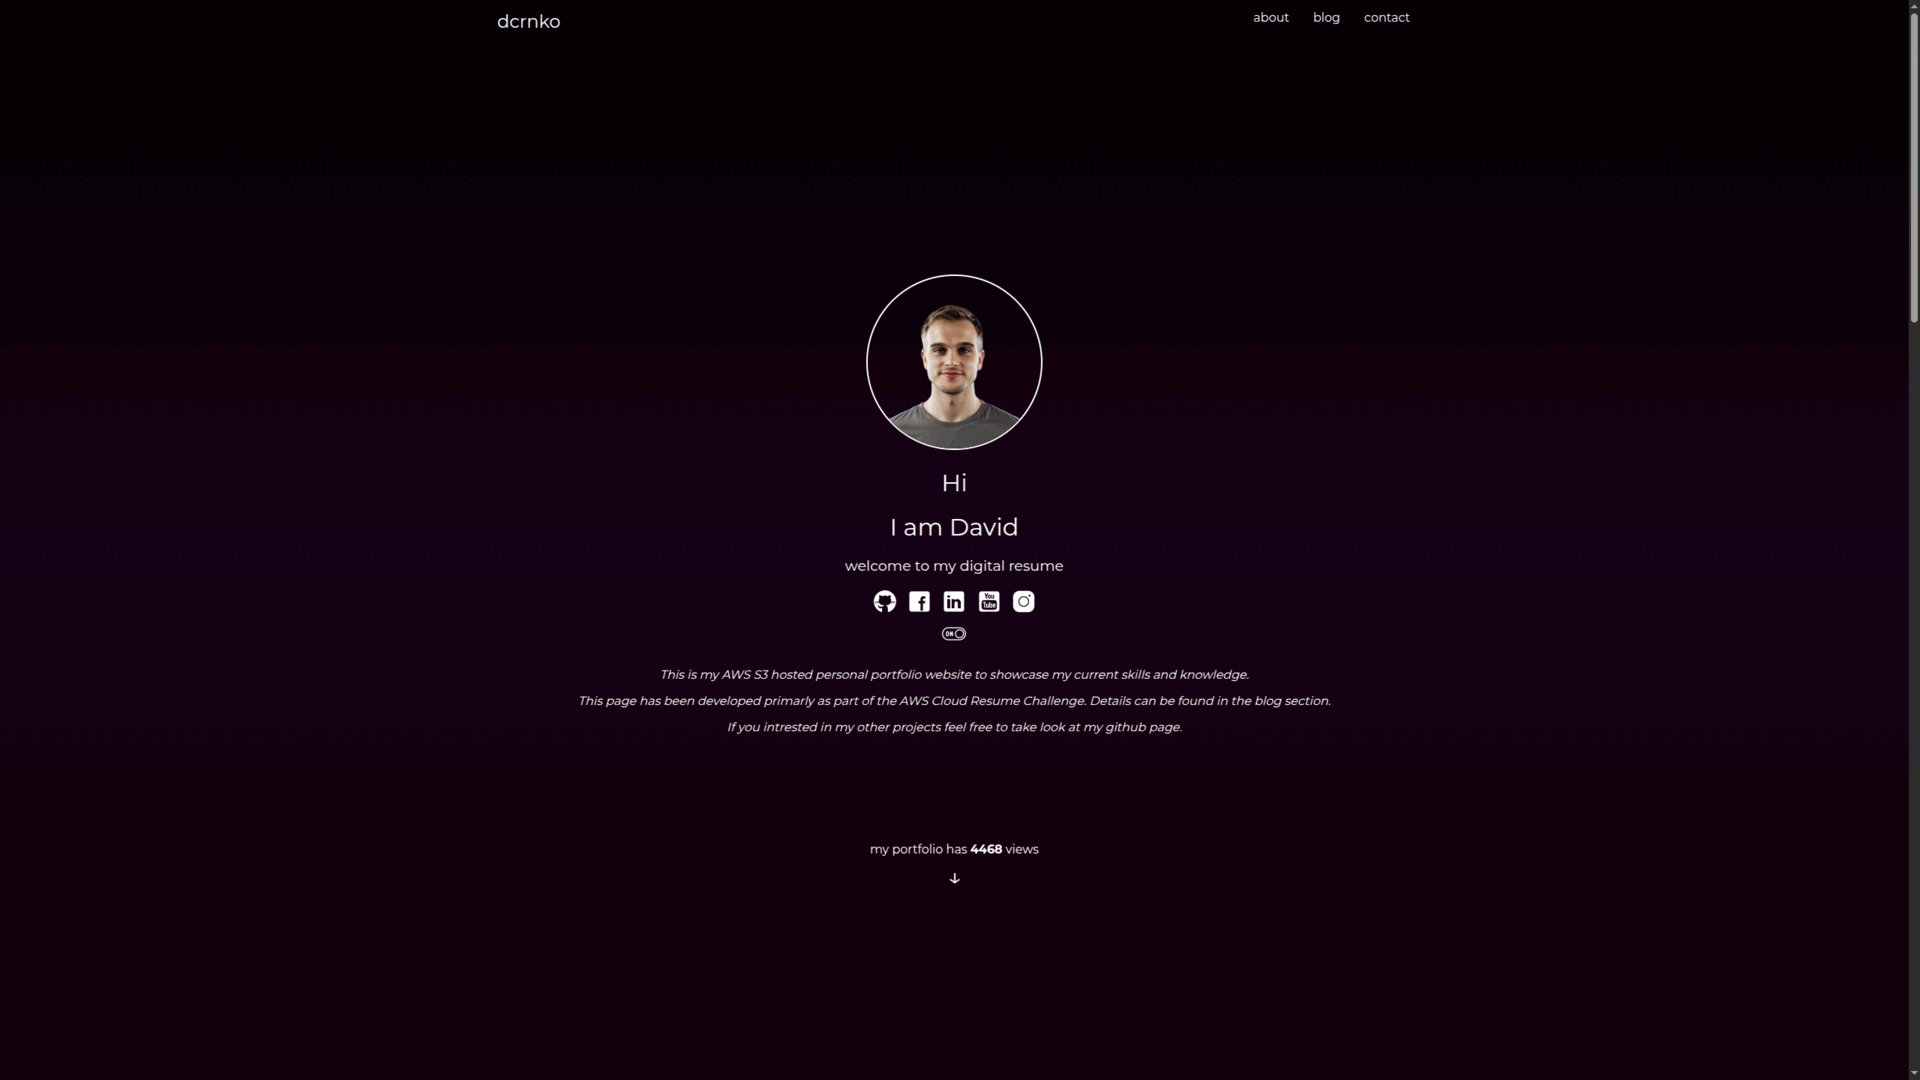 dcrnko
about blog contact
Hi
I am David
welcome to my digital resume
You
Tube
in
ON
This is my AWS S3 hosted personal portfolio website to showcase my current skills and knowledge.
This page has been developed primarly as part of the AWS Cloud Resume Challenge. Details can be found in the blog section.
If you intrested in my other projects feel free to take look at my github page.
my portfolio has 4468 views